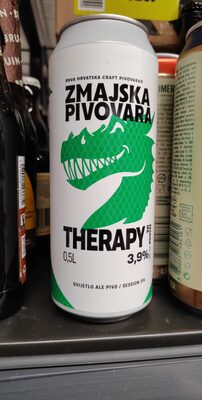 PRVA HRVATSKA CRAFT PIVOVARA
ZMAJSKA
PIVOVARA
THERAPY
0,5L
3,9%
SVIJETLO ALE PIVO / SESSION IPA